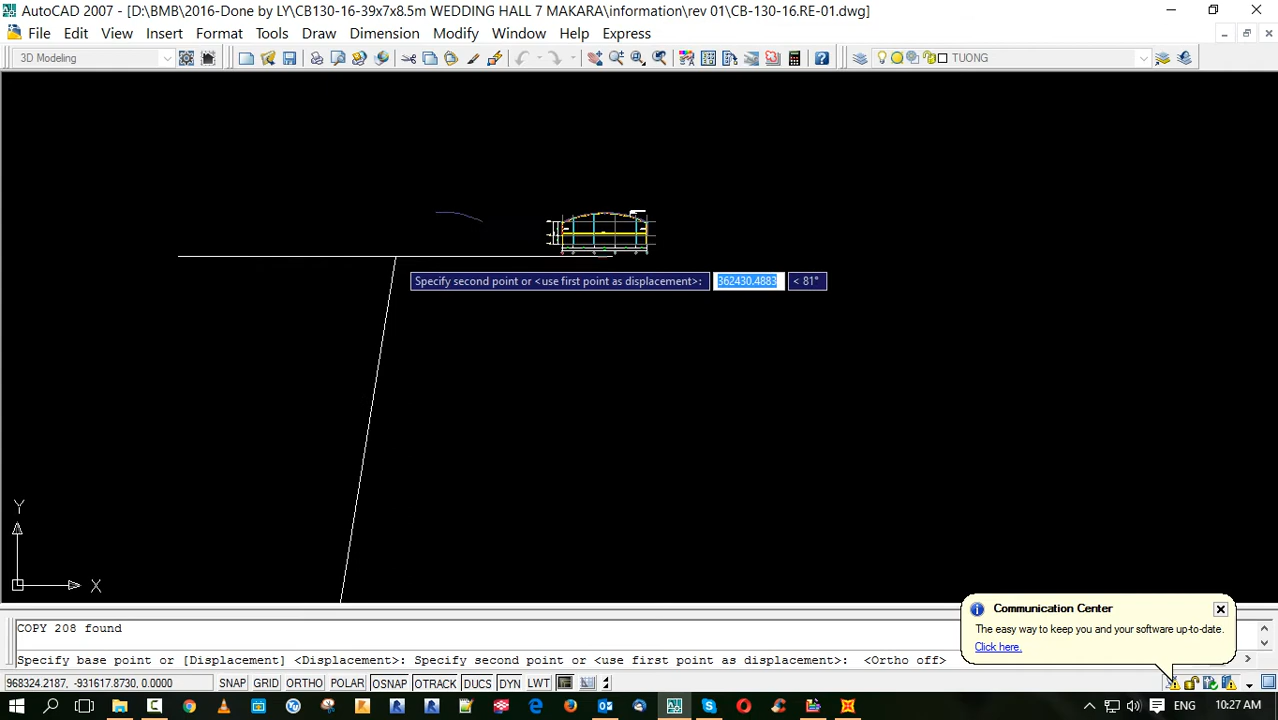 AutoCAD 2007 - [D:\BMB\2016-Done by LY\CB130-16-39x7x8.5m WEDDING HALL 7 MAKARA\information\rev 01\CB-130-16.RE-01.dwg]
File Edit View Insert Format Tools Draw Dimension Modify Window Help Express
3D Modeling TUONG
Specify second point or <use first point as displacement>: 362430.4883 < 81°
Y
X
Communication Center
The easy way to keep you and your software up-to-date.
Click here.
COPY 208 found
Specify base point or [Displacement] <Displacement>: Specify second point or <use first point as displacement>: <Ortho off>
968324.2187, -931617.8730, 0.0000 SNAP GRID ORTHO POLAR OSNAP OTRACK DUCS DYN LWT
ENG 10:27 AM